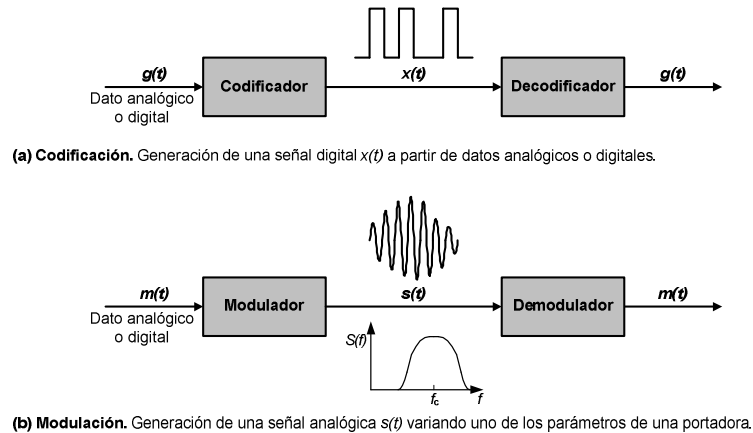 g(t)
Dato analógico
o digital
Codificador
x(t)
Decodificador
g(t)
(a) Codificación. Generación de una señal digital x(t) a partir de datos analógicos o digitales.
m(t)
Dato analógico
o digital
Modulador
s(t)
Demodulador
m(t)
S(f)
fc
f
(b) Modulación. Generación de una señal analógica s(t) variando uno de los parámetros de una portadora.